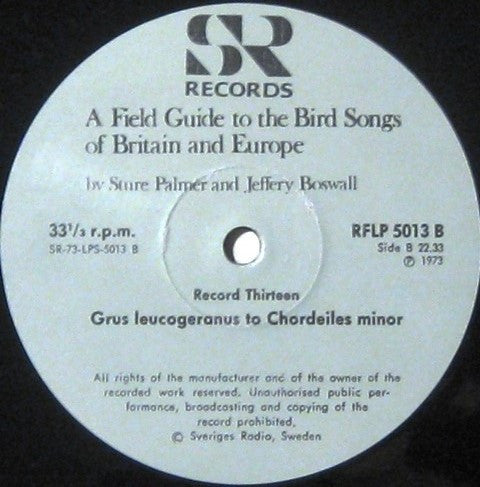 SR
RECORDS
A Field Guide to the Bird Songs
of Britain and Europe
by Sture Palmer and Jeffery Boswall
33 1/3 r.p.m.
SR-73-LPS-5013 B
RFLP 5013 B
Side B 22.33
℗ 1973
Record Thirteen
Grus leucogeranus to Chordeiles minor
All rights of the manufacturer and of the owner of the
recorded work reserved. Unauthorised public per-
formance, broadcasting and copying of the
record prohibited.
© Sveriges Radio, Sweden